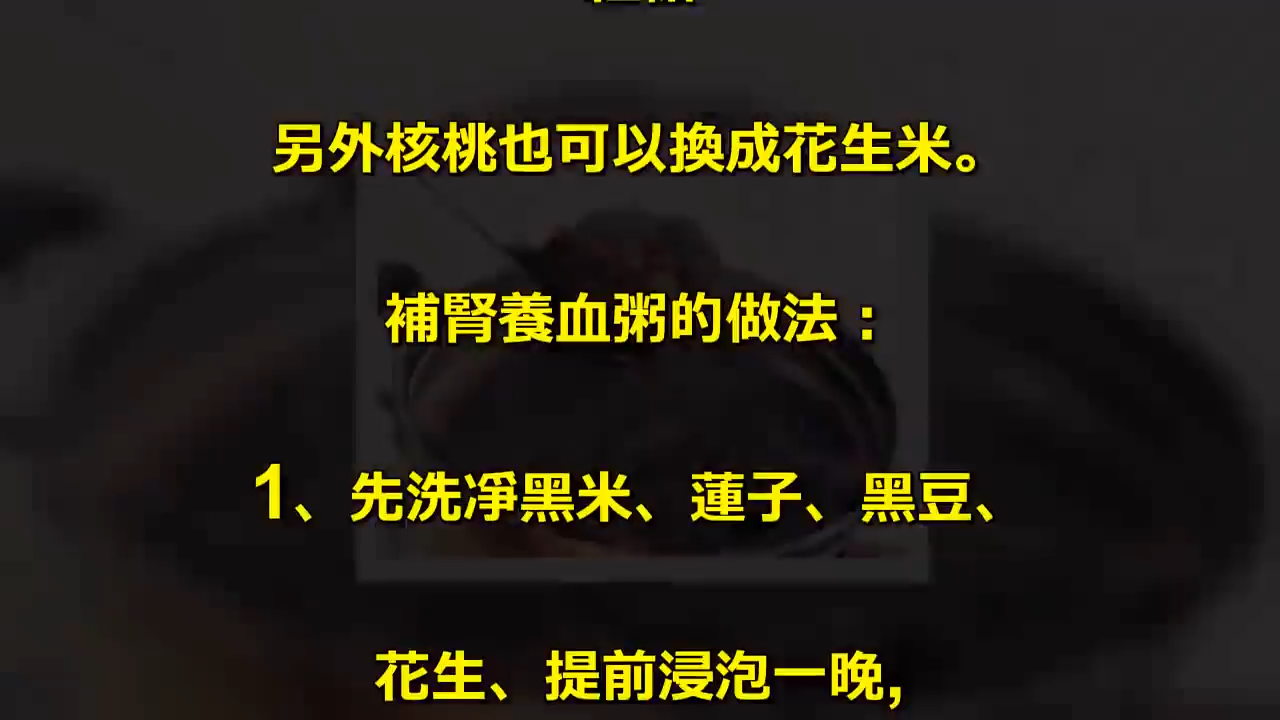 另外核桃也可以換成花生米。
補腎養血粥的做法：
1、先洗凈黑米、蓮子、黑豆、
花生、提前浸泡一晚,